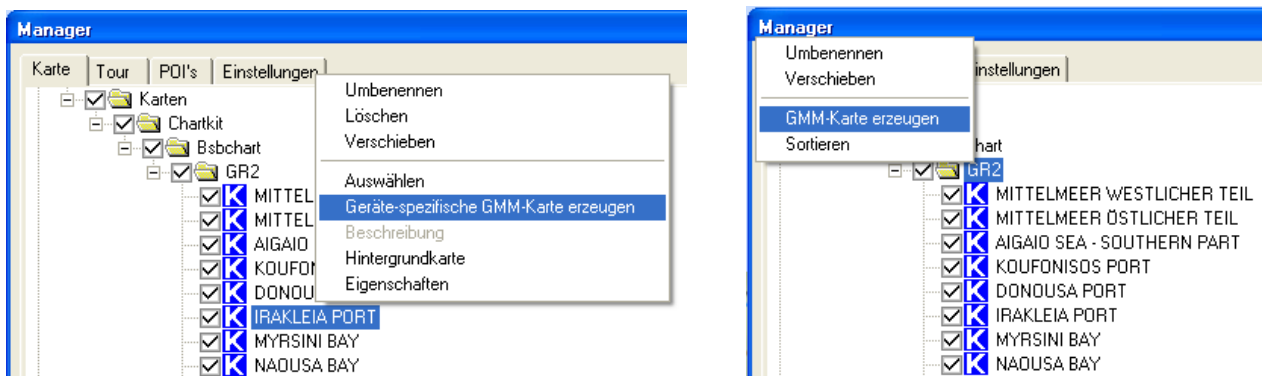 Manager
Karte Tour POI's Einstellungen
Karten
Chartkit
Bsbchart
GR2
MITTEL
MITTEL
AIGAIO
KOUFO
DONOU
IRAKLEIA PORT
MYRSINI BAY
NAOUSA BAY
Umbenennen
Löschen
Verschieben
Auswählen
Geräte-spezifische GMM-Karte erzeugen
Beschreibung
Hintergrundkarte
Eigenschaften
Manager
instellungen
Umbenennen
Verschieben
GMM-Karte erzeugen
Sortieren
hart
GR2
MITTELMEER WESTLICHER TEIL
MITTELMEER ÖSTLICHER TEIL
AIGAIO SEA - SOUTHERN PART
KOUFONISOS PORT
DONOUSA PORT
IRAKLEIA PORT
MYRSINI BAY
NAOUSA BAY